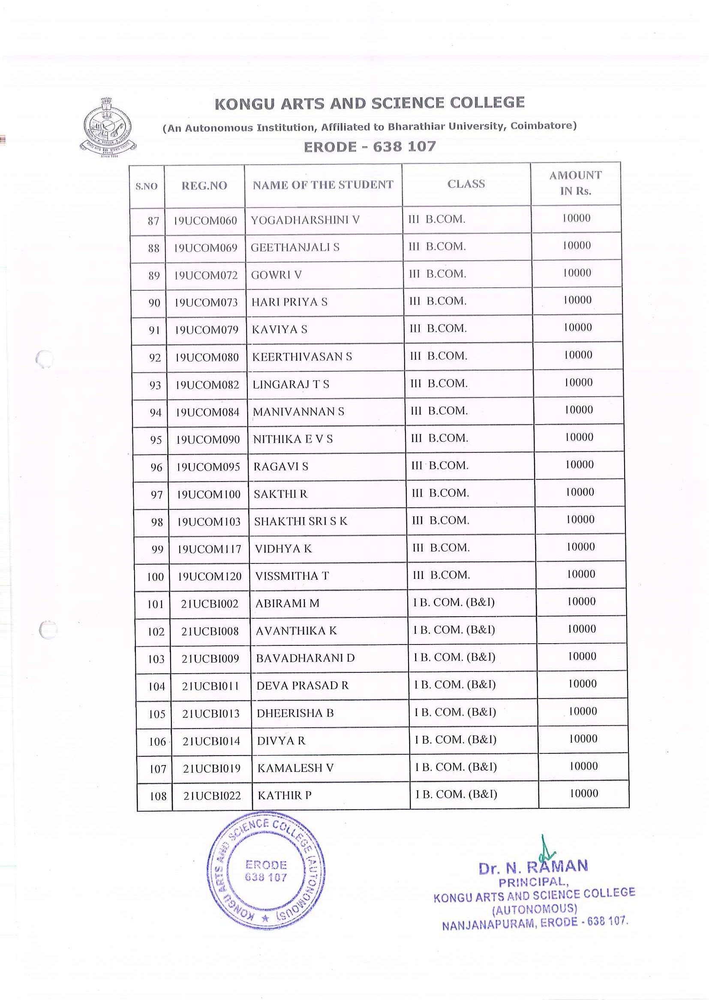 KONGU ARTS AND SCIENCE COLLEGE
(An Autonomous Institution, Affiliated to Bharathiar University, Coimbatore)
ERODE - 638 107
KONGU ARTS AND SCIENCE COLLEGE
ERODE
Since 1994
S.NO REG.NO NAME OF THE STUDENT CLASS AMOUNT IN Rs.
87 19UCOM060 YOGADHARSHINI V III B.COM. 10000
88 19UCOM069 GEETHANJALI S III B.COM. 10000
89 19UCOM072 GOWRI V III B.COM. 10000
90 19UCOM073 HARI PRIYA S III B.COM. 10000
91 19UCOM079 KAVIYA S III B.COM. 10000
92 19UCOM080 KEERTHIVASAN S III B.COM. 10000
93 19UCOM082 LINGARAJ T S III B.COM. 10000
94 19UCOM084 MANIVANNAN S III B.COM. 10000
95 19UCOM090 NITHIKA E V S III B.COM. 10000
96 19UCOM095 RAGAVI S III B.COM. 10000
97 19UCOM100 SAKTHI R III B.COM. 10000
98 19UCOM103 SHAKTHI SRI S K III B.COM. 10000
99 19UCOM117 VIDHYA K III B.COM. 10000
100 19UCOM120 VISSMITHA T III B.COM. 10000
101 21UCBI002 ABIRAMI M I B. COM. (B&I) 10000
102 21UCBI008 AVANTHIKA K I B. COM. (B&I) 10000
103 21UCBI009 BAVADHARANI D I B. COM. (B&I) 10000
104 21UCBI011 DEVA PRASAD R I B. COM. (B&I) 10000
105 21UCBI013 DHEERISHA B I B. COM. (B&I) 10000
106 21UCBI014 DIVYA R I B. COM. (B&I) 10000
107 21UCBI019 KAMALESH V I B. COM. (B&I) 10000
108 21UCBI022 KATHIR P I B. COM. (B&I) 10000
KONGU ARTS AND SCIENCE COLLEGE (AUTONOMOUS) ★
ERODE
638 107
Dr. N. RAMAN
PRINCIPAL,
KONGU ARTS AND SCIENCE COLLEGE
(AUTONOMOUS)
NANJANAPURAM, ERODE - 638 107.